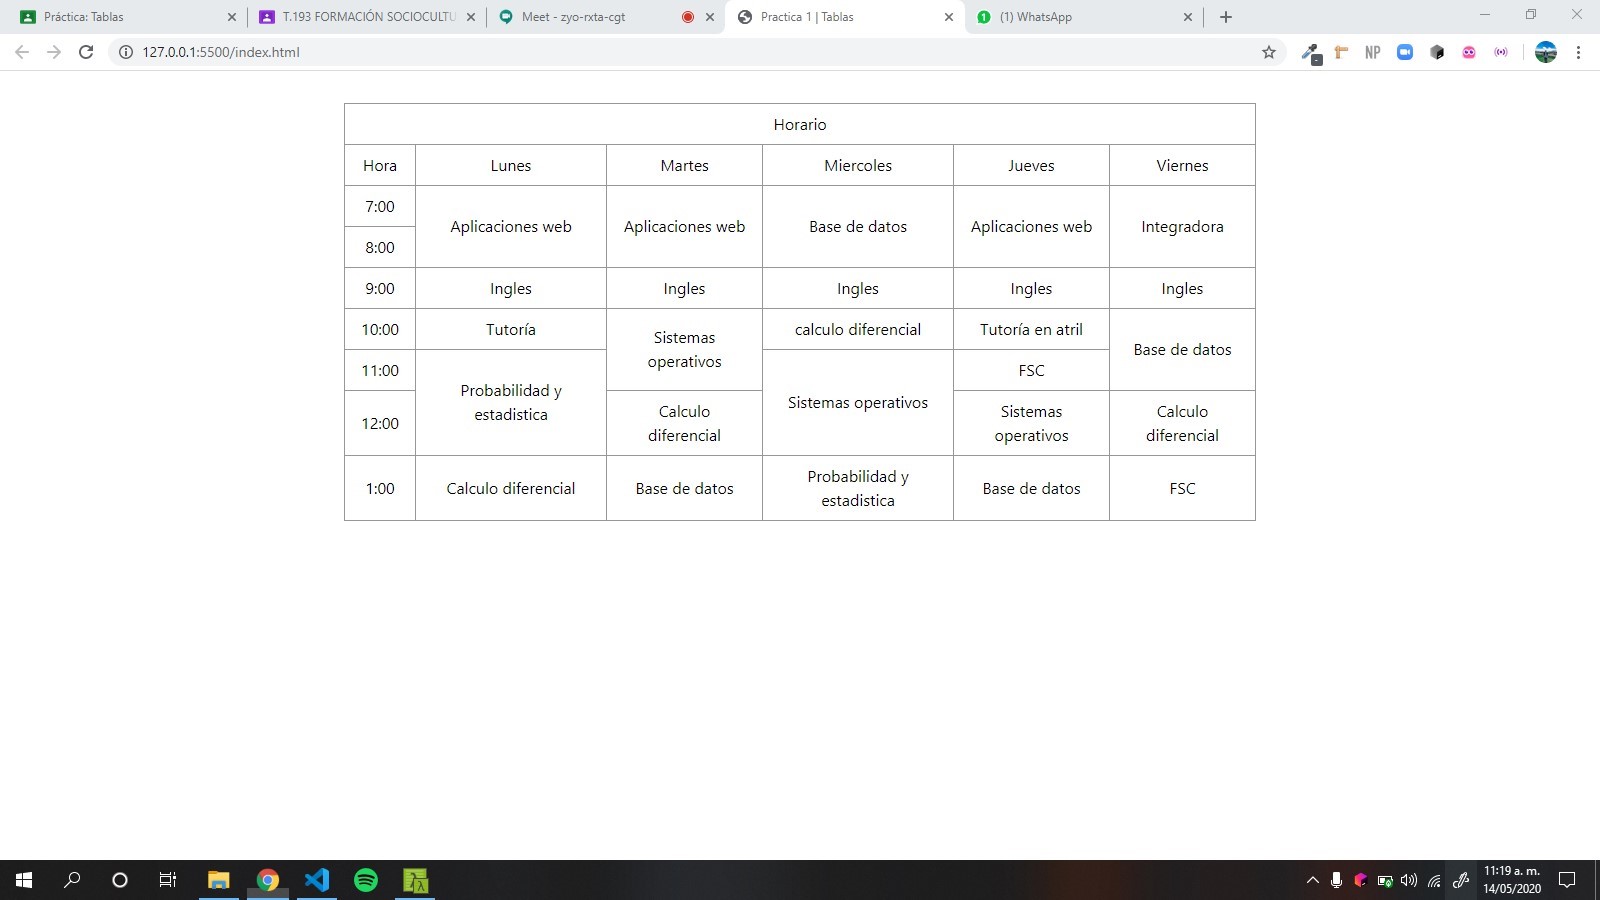 Práctica: Tablas
T.193 FORMACIÓN SOCIOCULTU
Meet - zyo-rxta-cgt
Practica 1 | Tablas
(1) WhatsApp
127.0.0.1:5500/index.html
NP
Horario
Hora Lunes Martes Miercoles Jueves Viernes
7:00
Aplicaciones web Aplicaciones web Base de datos Aplicaciones web Integradora
8:00
9:00 Ingles Ingles Ingles Ingles Ingles
10:00 Tutoría calculo diferencial Tutoría en atril
Sistemas
operativos
Base de datos
11:00 FSC
Probabilidad y
estadistica
Sistemas operativos
12:00
Calculo
diferencial
Sistemas
operativos
Calculo
diferencial
1:00 Calculo diferencial Base de datos
Probabilidad y
estadistica
Base de datos FSC
11:19 a. m.
14/05/2020